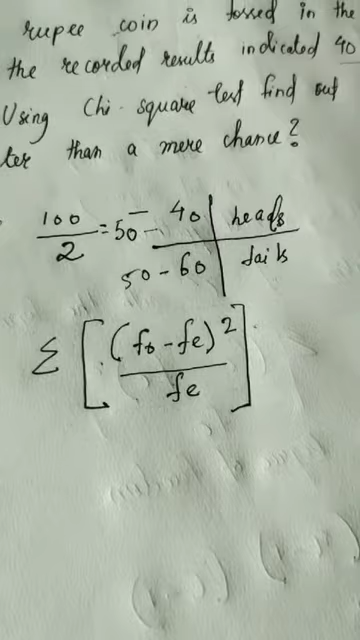 rupee coin is tossed in the
the recorded results indicated 40
Using Chi-square test find out
ter than a mere chance?
100/2 = 50 - 40 | heads
50 - 60 | tails
Σ [ (fo - fe)² / fe ]